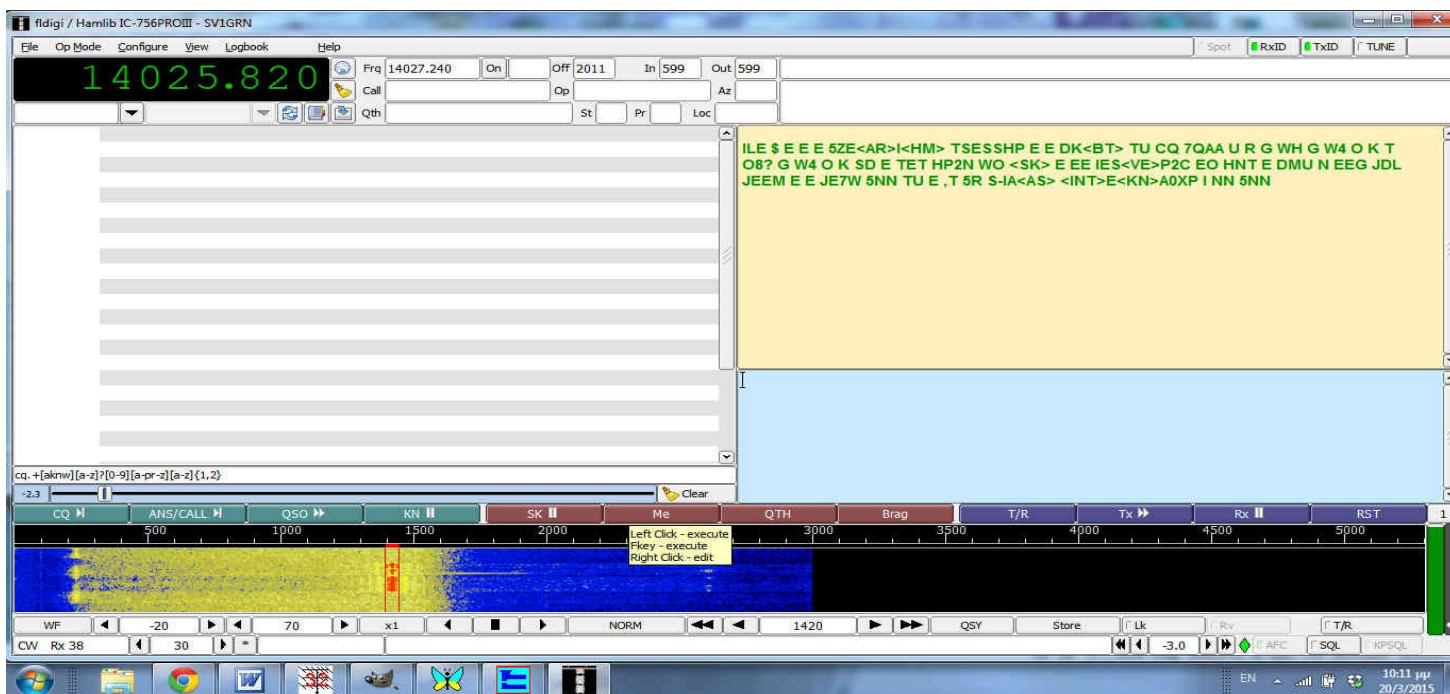 fldigi / Hamlib IC-756PROIII - SV1GRN
File Op Mode Configure View Logbook Help Spot RxID TxID TUNE
14025.820 Frq 14027.240 On Off 2011 In 599 Out 599
Call Op Az
Qth St Pr Loc
ILE $ E E E 5ZE<AR>I<HM> TSESSHP E E DK<BT> TU CQ 7QAA U R G WH G W4 O K T
O8? G W4 O K SD E TET HP2N WO <SK> E EE IES<VE>P2C EO HNT E DMU N EEG JDL
JEEM E E JE7W 5NN TU E ,T 5R S-IA<AS> <INT>E<KN>A0XP I NN 5NN
cq.+[aknw][a-z]?[0-9][a-pr-z][a-z]{1,2}
-2.3 Clear
CQ ANS/CALL QSO KN SK Me QTH Brag T/R Tx Rx RST 1
500 1000 1500 2000 3000 3500 4000 4500 5000
Left Click - execute
Fkey - execute
Right Click - edit
WF -20 70 x1 NORM 1420 QSY Store Lk Rv T/R
CW Rx 38 30 * -3.0 AFC SQL KPSQL
EN 10:11 μμ
20/3/2015